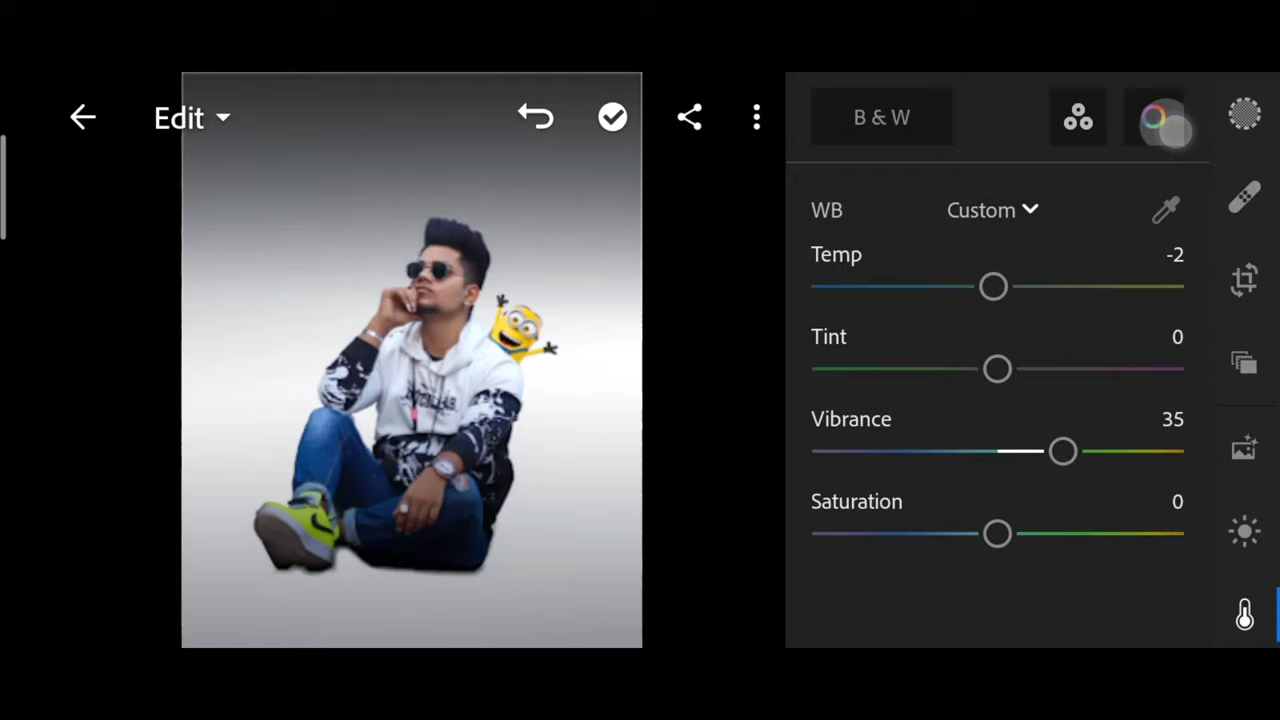 Edit
B & W
WB Custom
Temp -2
Tint 0
Vibrance 35
Saturation 0